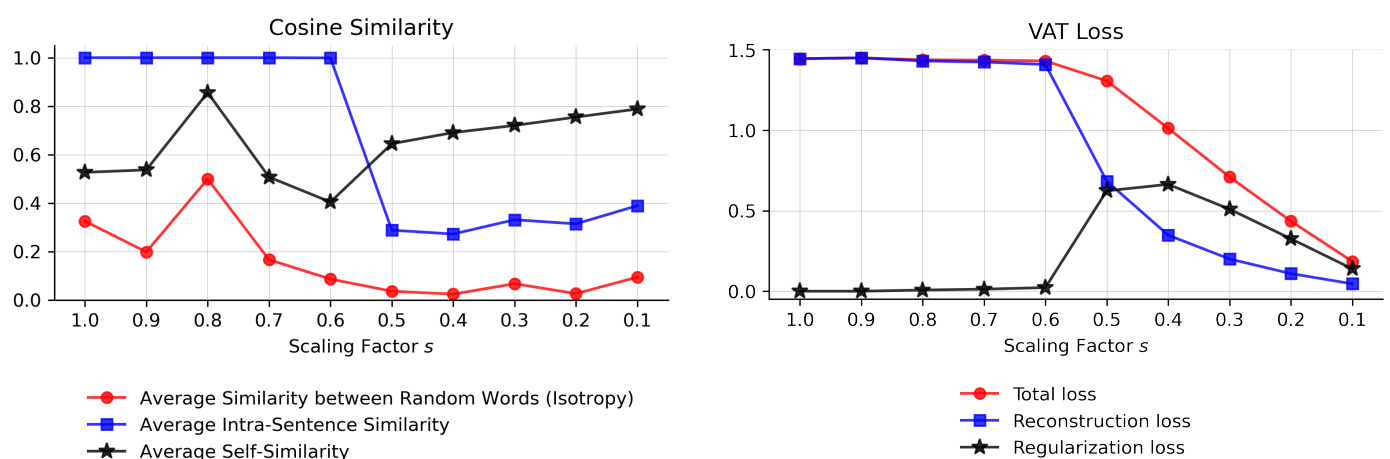 Cosine Similarity
1.0
0.8
0.6
0.4
0.2
0.0
1.0 0.9 0.8 0.7 0.6 0.5 0.4 0.3 0.2 0.1
Scaling Factor s
Average Similarity between Random Words (Isotropy)
Average Intra-Sentence Similarity
Average Self-Similarity
VAT Loss
1.5
1.0
0.5
0.0
1.0 0.9 0.8 0.7 0.6 0.5 0.4 0.3 0.2 0.1
Scaling Factor s
Total loss
Reconstruction loss
Regularization loss